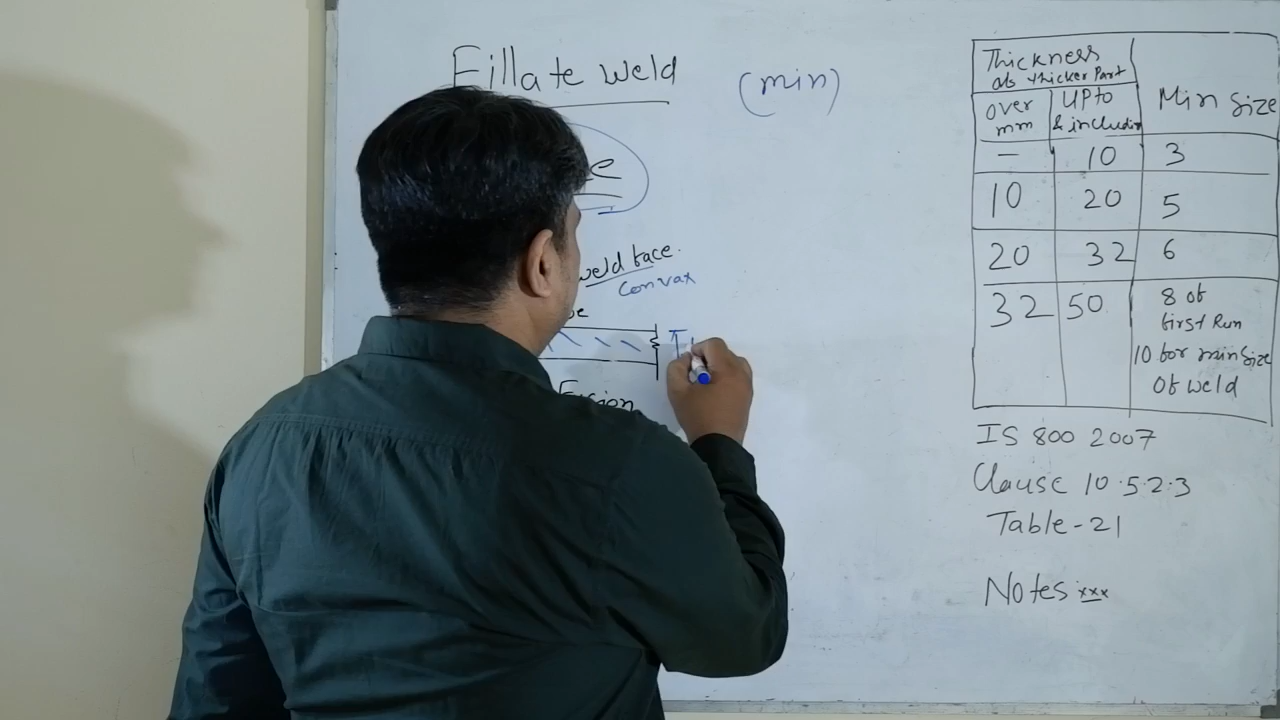 Fillate weld (min)
weld face.
Convax
Fusion
Thickness
of thicker Part
over
mm
UPto
& includin
Min Size
- 10 3
10 20 5
20 32 6
32 50
8 of
first Run
10 for min size
Of weld
IS 800 2007
Clause 10.5.2.3
Table-21
Notes xxx